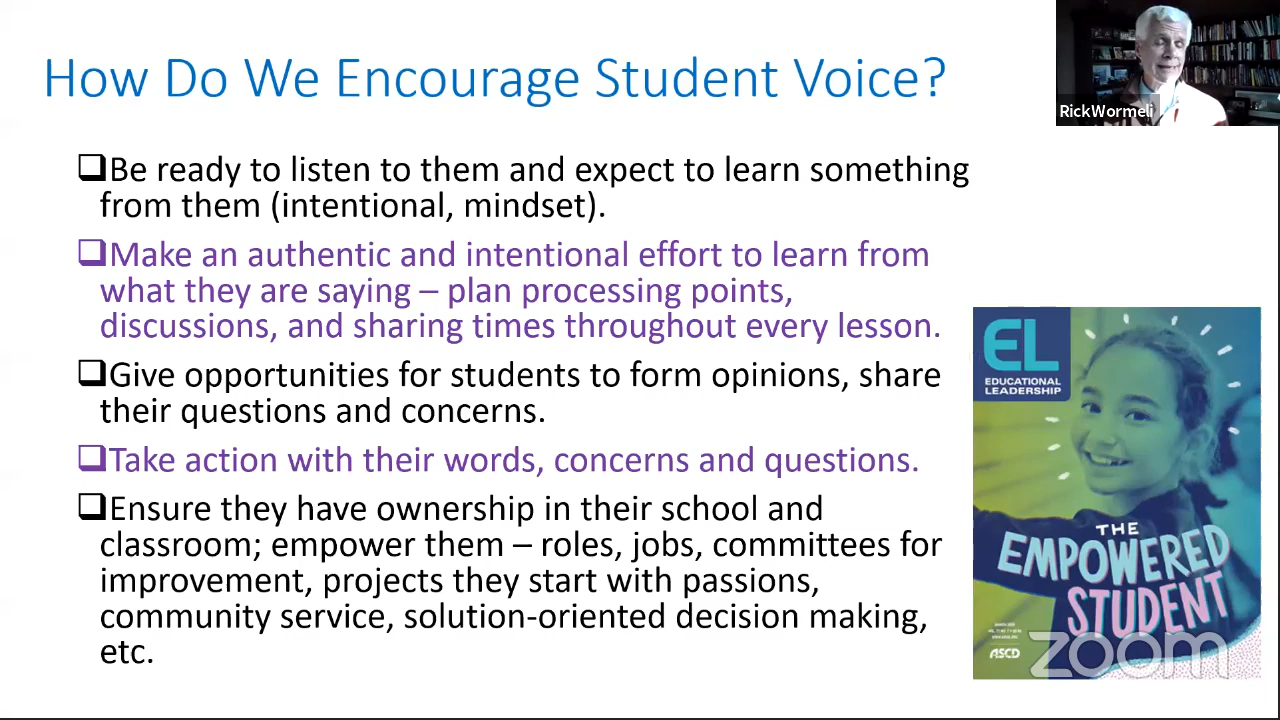 How Do We Encourage Student Voice?
RickWormeli
❑Be ready to listen to them and expect to learn something
from them (intentional, mindset).
❑Make an authentic and intentional effort to learn from
what they are saying – plan processing points,
discussions, and sharing times throughout every lesson.
❑Give opportunities for students to form opinions, share
their questions and concerns.
❑Take action with their words, concerns and questions.
❑Ensure they have ownership in their school and
classroom; empower them – roles, jobs, committees for
improvement, projects they start with passions,
community service, solution-oriented decision making,
etc.
EL
EDUCATIONAL
LEADERSHIP
THE
EMPOWERED
STUDENT
ASCD
zoom